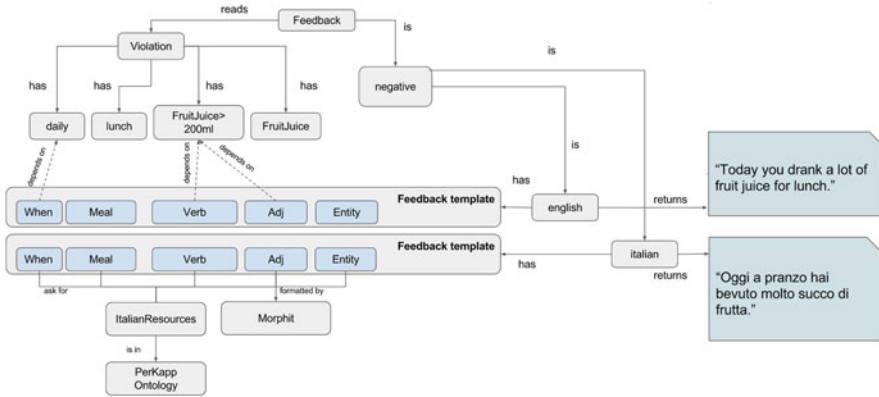 reads
Feedback
is
Violation
is
has
has
has
has
negative
daily
lunch
FruitJuice>
200ml
FruitJuice
is
depends on
depends on
depends on
"Today you drank a lot of
fruit juice for lunch."
Feedback template
has
When
Meal
Verb
Adj
Entity
english
returns
Feedback template
When
Meal
Verb
Adj
Entity
has
italian
returns
ask for
formatted by
"Oggi a pranzo hai
bevuto molto succo di
frutta."
ItalianResources
Morphit
is in
PerKapp
Ontology